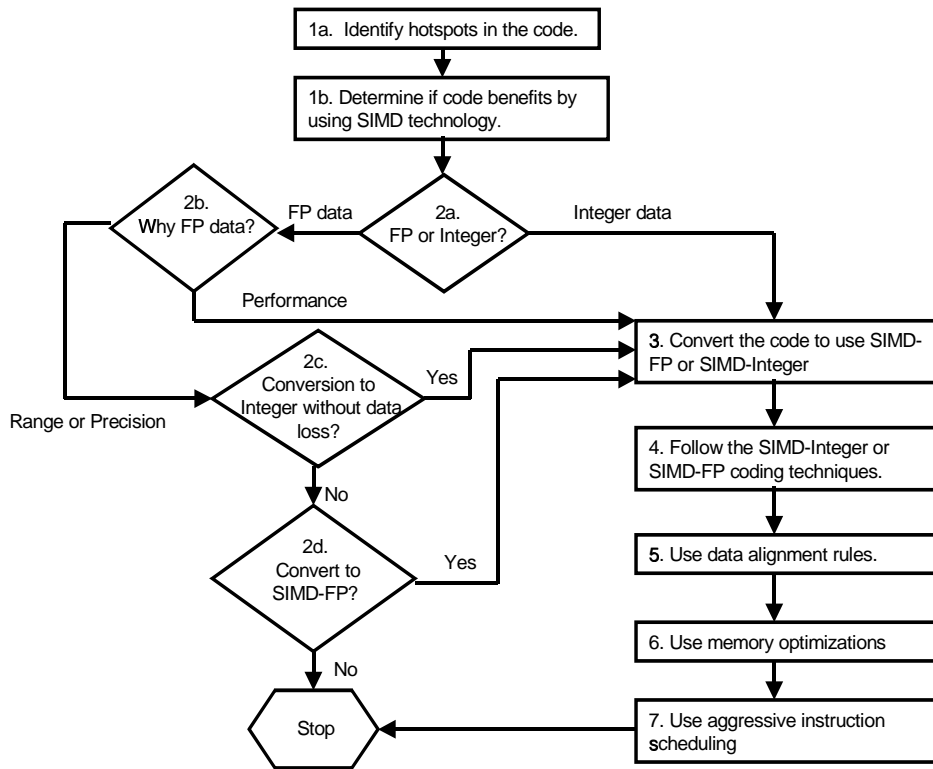 1a. Identify hotspots in the code.
1b. Determine if code benefits by
using SIMD technology.
2b.
Why FP data?
FP data
2a.
FP or Integer?
Integer data
Performance
3. Convert the code to use SIMD-
FP or SIMD-Integer
2c.
Conversion to
Integer without data
loss?
Yes
Range or Precision
4. Follow the SIMD-Integer or
SIMD-FP coding techniques.
No
2d.
Convert to
SIMD-FP?
Yes
5. Use data alignment rules.
6. Use memory optimizations
No
Stop
7. Use aggressive instruction
scheduling